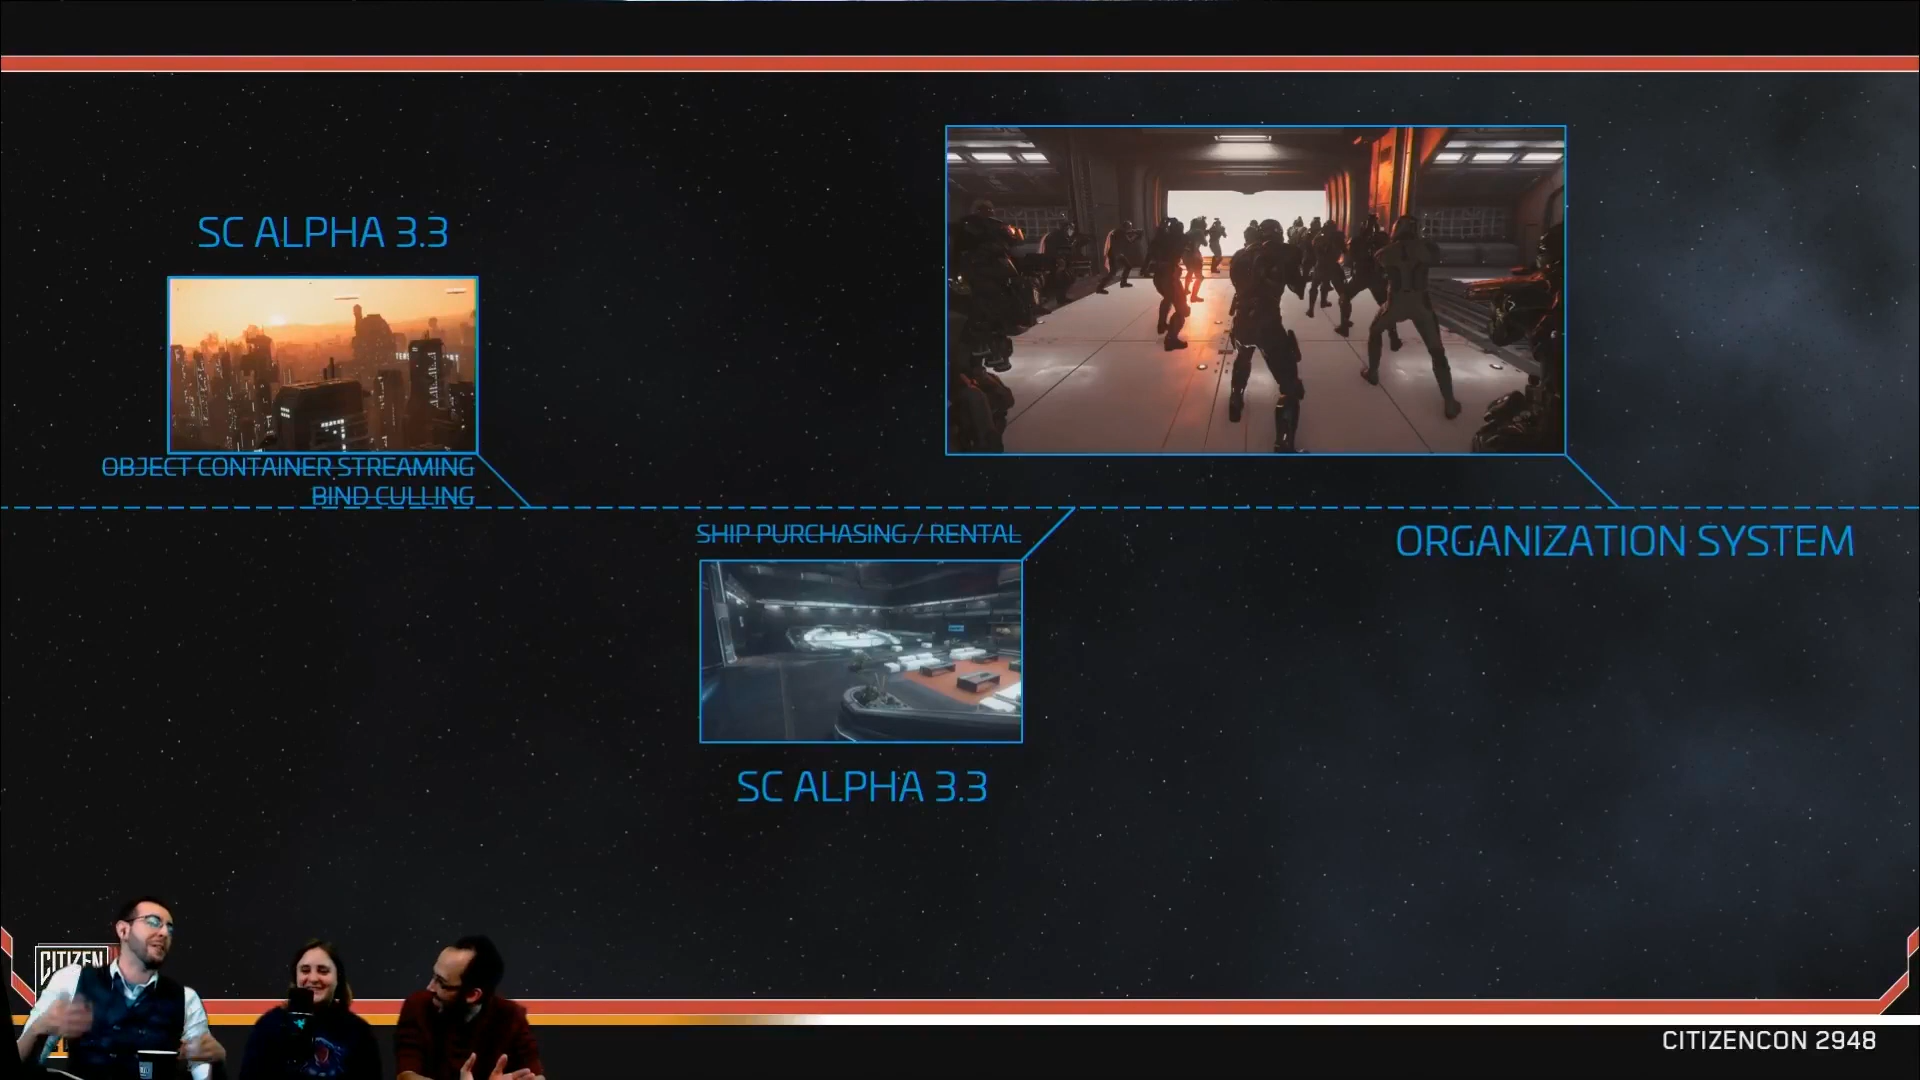 SC ALPHA 3.3
OBJECT CONTAINER STREAMING
BIND CULLING
SHIP PURCHASING / RENTAL
SC ALPHA 3.3
ORGANIZATION SYSTEM
CITIZEN
CITIZENCON 2948